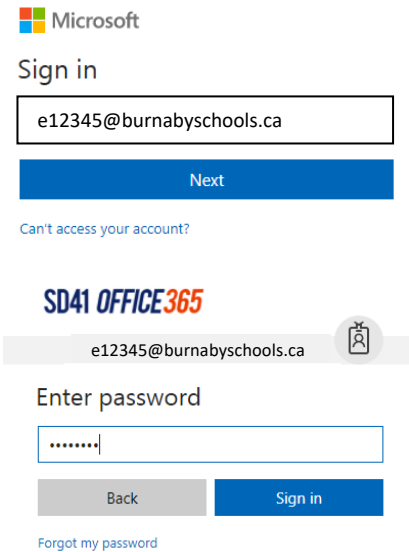 Microsoft
Sign in
e12345@burnabyschools.ca
Next
Can't access your account?
SD41 OFFICE365
e12345@burnabyschools.ca
Enter password
••••••••
Back Sign in
Forgot my password